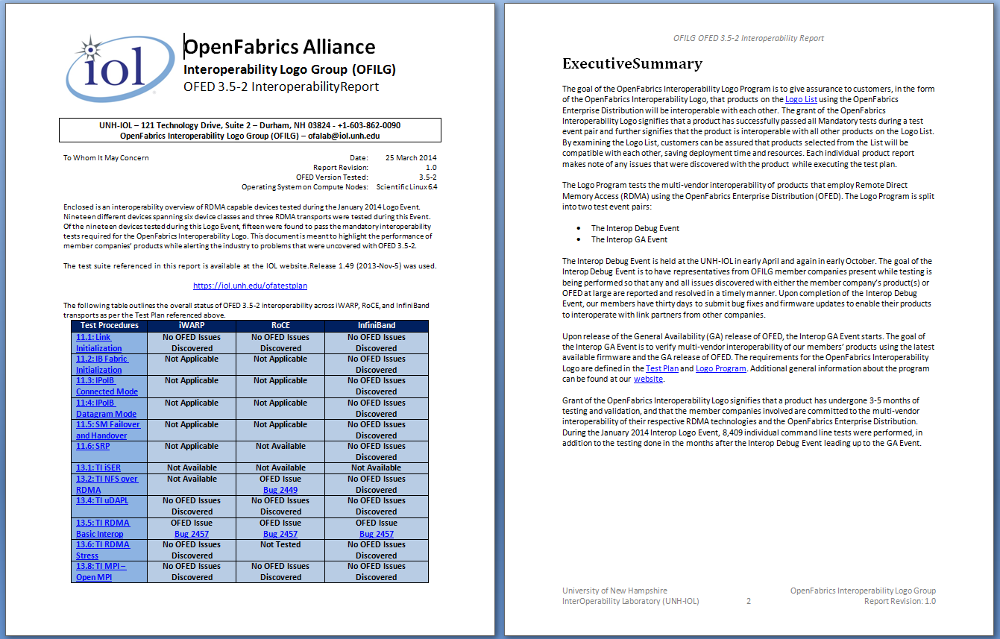 iol
OpenFabrics Alliance
Interoperability Logo Group (OFILG)
OFED 3.5-2 InteroperabilityReport
UNH-IOL – 121 Technology Drive, Suite 2 – Durham, NH 03824 - +1-603-862-0090
OpenFabrics Interoperability Logo Group (OFILG) – ofalab@iol.unh.edu
To Whom It May Concern Date: 25 March 2014
Report Revision: 1.0
OFED Version Tested: 3.5-2
Operating System on Compute Nodes: Scientific Linux 6.4
Enclosed is an interoperability overview of RDMA capable devices tested during the January 2014 Logo Event.
Nineteen different devices spanning six device classes and three RDMA transports were tested during this Event.
Of the nineteen devices tested during this Logo Event, fifteen were found to pass the mandatory interoperability
tests required for the OpenFabrics Interoperability Logo. This document is meant to highlight the performance of
member companies' products while alerting the industry to problems that were uncovered with OFED 3.5-2.
The test suite referenced in this report is available at the IOL website.Release 1.49 (2013-Nov-5) was used.
https://iol.unh.edu/ofatestplan
The following table outlines the overall status of OFED 3.5-2 interoperability across iWARP, RoCE, and InfiniBand
transports as per the Test Plan referenced above.
Test Procedures iWARP RoCE InfiniBand
11.1: Link No OFED Issues No OFED Issues No OFED Issues
Initialization Discovered Discovered Discovered
11.2: IB Fabric Not Applicable Not Applicable No OFED Issues
Initialization Discovered
11.3: IPoIB Not Applicable Not Applicable No OFED Issues
Connected Mode Discovered
11:4: IPoIB Not Applicable Not Applicable No OFED Issues
Datagram Mode Discovered
11.5: SM Failover Not Applicable Not Applicable No OFED Issues
and Handover Discovered
11.6: SRP Not Applicable Not Available No OFED Issues
Discovered
13.1: TI iSER Not Available Not Available Not Available
13.2: TI NFS over Not Available OFED Issue No OFED Issues
RDMA Bug 2449 Discovered
13.4: TI uDAPL No OFED Issues No OFED Issues No OFED Issues
Discovered Discovered Discovered
13.5: TI RDMA OFED Issue OFED Issue OFED Issue
Basic Interop Bug 2457 Bug 2457 Bug 2457
13.6: TI RDMA No OFED Issues Not Tested No OFED Issues
Stress Discovered Discovered
13.8: TI MPI – No OFED Issues No OFED Issues No OFED Issues
Open MPI Discovered Discovered Discovered
OFILG OFED 3.5-2 Interoperability Report
ExecutiveSummary
The goal of the OpenFabrics Interoperability Logo Program is to give assurance to customers, in the form
of the OpenFabrics Interoperability Logo, that products on the Logo List using the OpenFabrics
Enterprise Distribution will be interoperable with each other. The grant of the OpenFabrics
Interoperability Logo signifies that a product has successfully passed all Mandatory tests during a test
event pair and further signifies that the product is interoperable with all other products on the Logo List.
By examining the Logo List, customers can be assured that products selected from the List will be
compatible with each other, saving deployment time and resources. Each individual product report
makes note of any issues that were discovered with the product while executing the test plan.
The Logo Program tests the multi-vendor interoperability of products that employ Remote Direct
Memory Access (RDMA) using the OpenFabrics Enterprise Distribution (OFED). The Logo Program is split
into two test event pairs:
• The Interop Debug Event
• The Interop GA Event
The Interop Debug Event is held at the UNH-IOL in early April and again in early October. The goal of the
Interop Debug Event is to have representatives from OFILG member companies present while testing is
being performed so that any and all issues discovered with either the member company's product(s) or
OFED at large are reported and resolved in a timely manner. Upon completion of the Interop Debug
Event, our members have thirty days to submit bug fixes and firmware updates to enable their products
to interoperate with link partners from other companies.
Upon release of the General Availability (GA) release of OFED, the Interop GA Event starts. The goal of
the Interop GA Event is to verify multi-vendor interoperability of our members' products using the latest
available firmware and the GA release of OFED. The requirements for the OpenFabrics Interoperability
Logo are defined in the Test Plan and Logo Program. Additional general information about the program
can be found at our website.
Grant of the OpenFabrics Interoperability Logo signifies that a product has undergone 3-5 months of
testing and validation, and that the member companies involved are committed to the multi-vendor
interoperability of their respective RDMA technologies and the OpenFabrics Enterprise Distribution.
During the January 2014 Interop Logo Event, 8,409 individual command line tests were performed, in
addition to the testing done in the months after the Interop Debug Event leading up to the GA Event.
University of New Hampshire OpenFabrics Interoperability Logo Group
InterOperability Laboratory (UNH-IOL) 2 Report Revision: 1.0